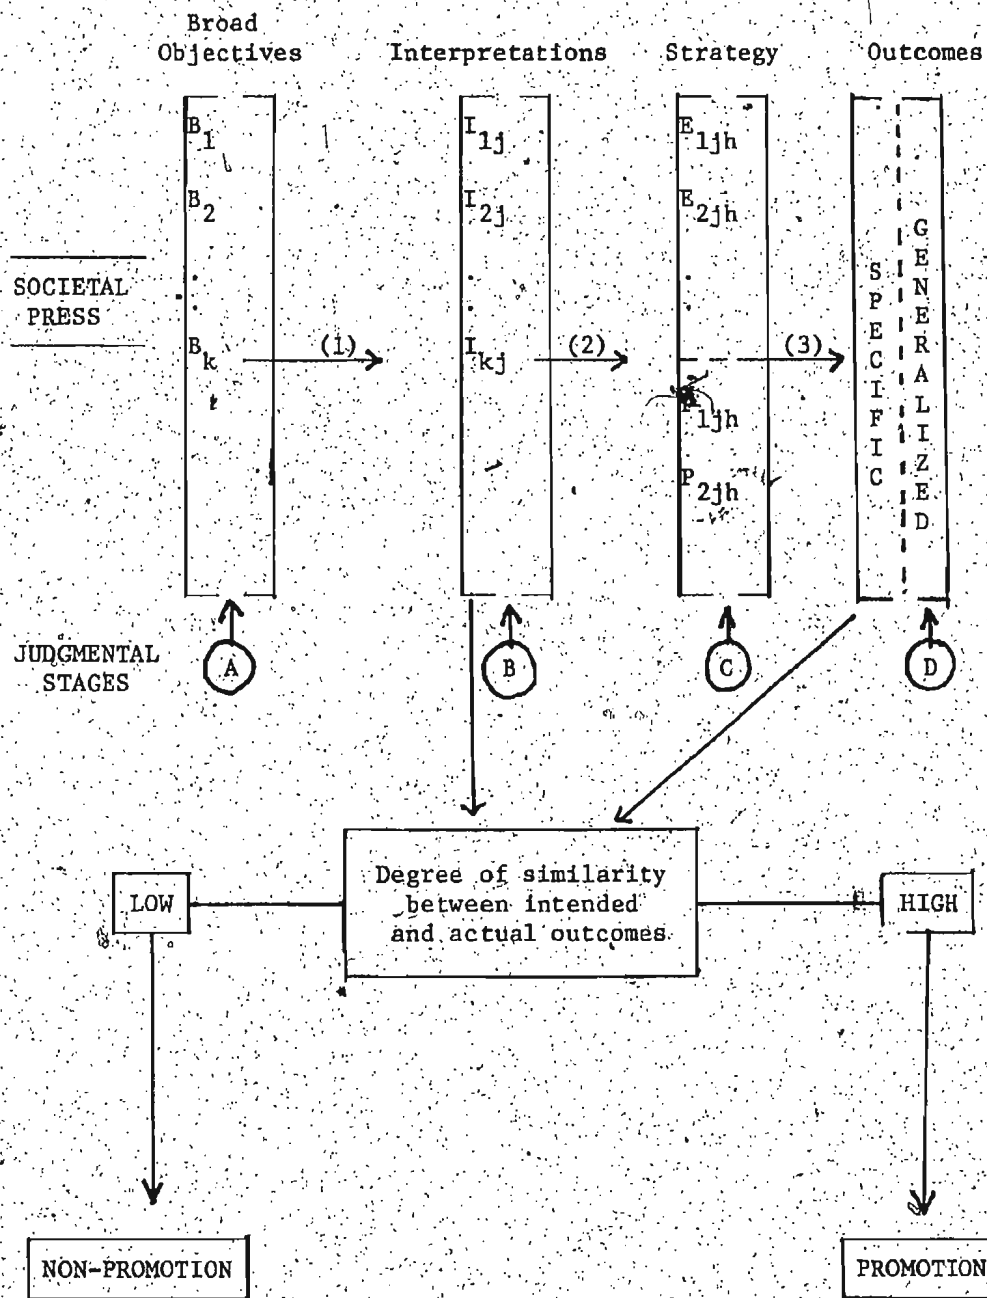 Broad
Objectives
Interpretations
Strategy
Outcomes
B1
B2
Bk
I1j
I2j
Ikj
E1jh
E2jh
P1jh
P2jh
SPECIFIC
GENERALIZED
SOCIETAL
PRESS
(1)
(2)
(3)
JUDGMENTAL
STAGES
A
B
C
D
Degree of similarity
between intended
and actual outcomes
LOW
HIGH
NON-PROMOTION
PROMOTION